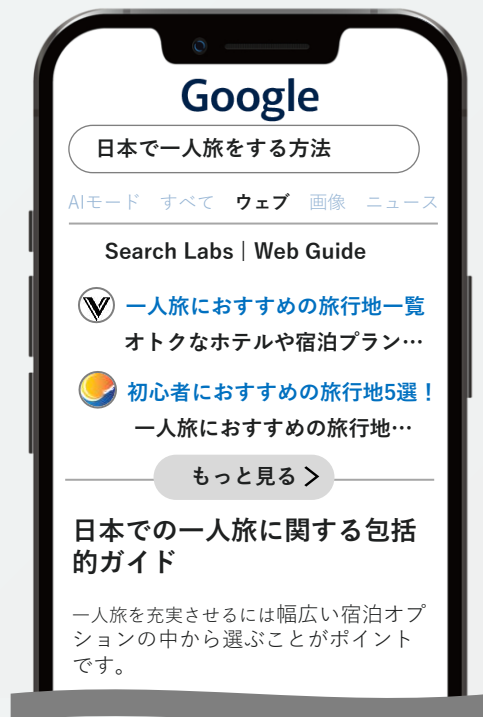 Google
日本で一人旅をする方法
AIモード すべて ウェブ 画像 ニュース
Search Labs | Web Guide
一人旅におすすめの旅行地一覧
オトクなホテルや宿泊プラン…
初心者におすすめの旅行地5選！
一人旅におすすめの旅行地…
もっと見る >
日本での一人旅に関する包括
的ガイド
一人旅を充実させるには幅広い宿泊オプ
ションの中から選ぶことがポイント
です。